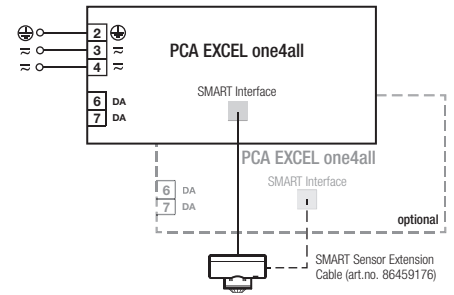 2
3
4
PCA EXCEL one4all
SMART Interface
6 DA
7 DA
PCA EXCEL one4all
SMART Interface
6 DA
7 DA
optional
SMART Sensor Extension
Cable (art.no. 86459176)